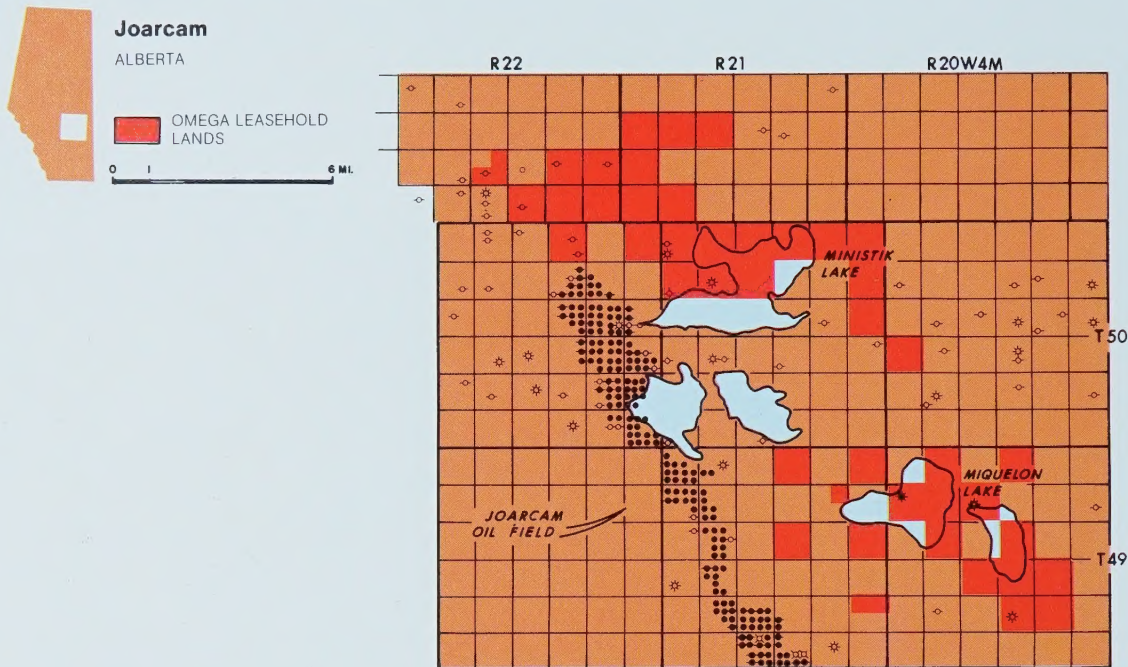 Joarcam
ALBERTA
OMEGA LEASEHOLD
LANDS
0 1 6 MI.
R22 R21 R20W4M
MINISTIK
LAKE
T50
MIQUELON
LAKE
JOARCAM
OIL FIELD
T49